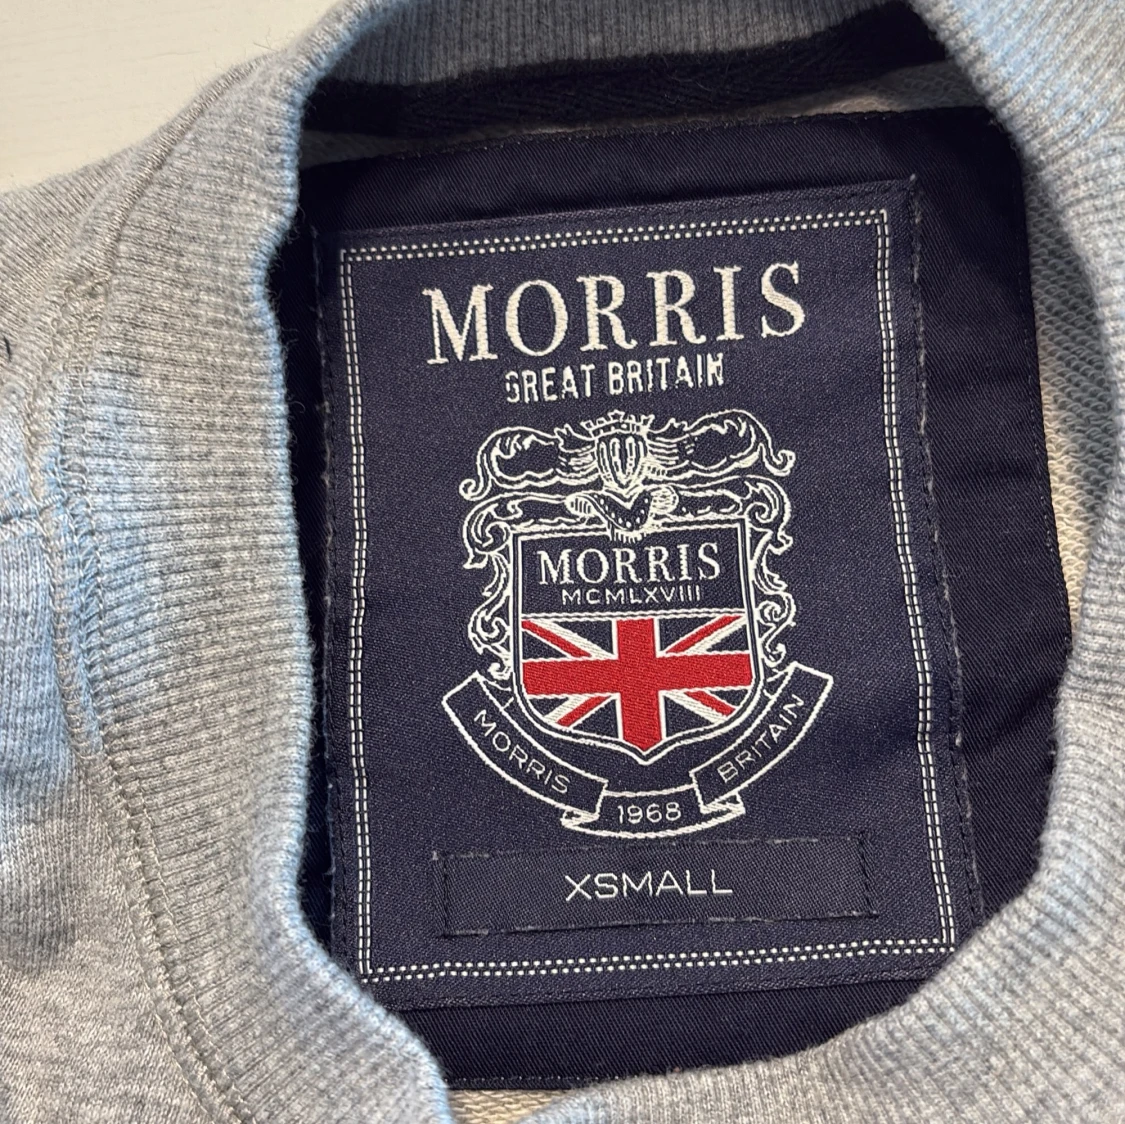 MORRIS
GREAT BRITAIN
MORRIS
MCMLXVIII
MORRIS
1968
BRITAIN
XSMALL